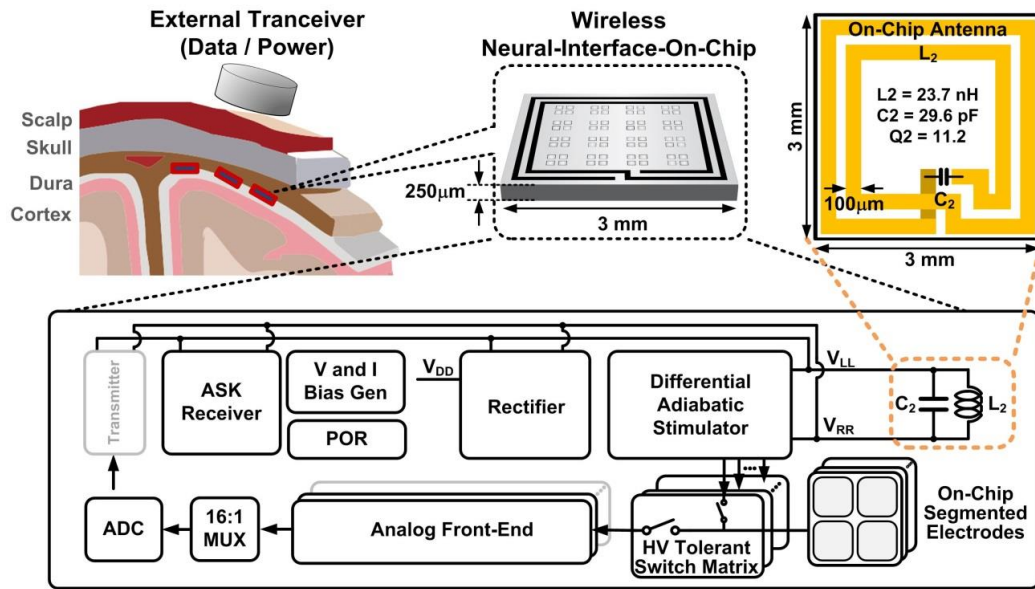 External Tranceiver
(Data / Power)
Scalp
Skull
Dura
Cortex
Wireless
Neural-Interface-On-Chip
250μm
3 mm
On-Chip Antenna
L2
L2 = 23.7 nH
C2 = 29.6 pF
Q2 = 11.2
3 mm
100μm
C2
3 mm
Transmitter
ASK
Receiver
V and I
Bias Gen
POR
VDD
Rectifier
Differential
Adiabatic
Stimulator
VLL
VRR
C2
L2
ADC
16:1
MUX
Analog Front-End
HV Tolerant
Switch Matrix
On-Chip
Segmented
Electrodes